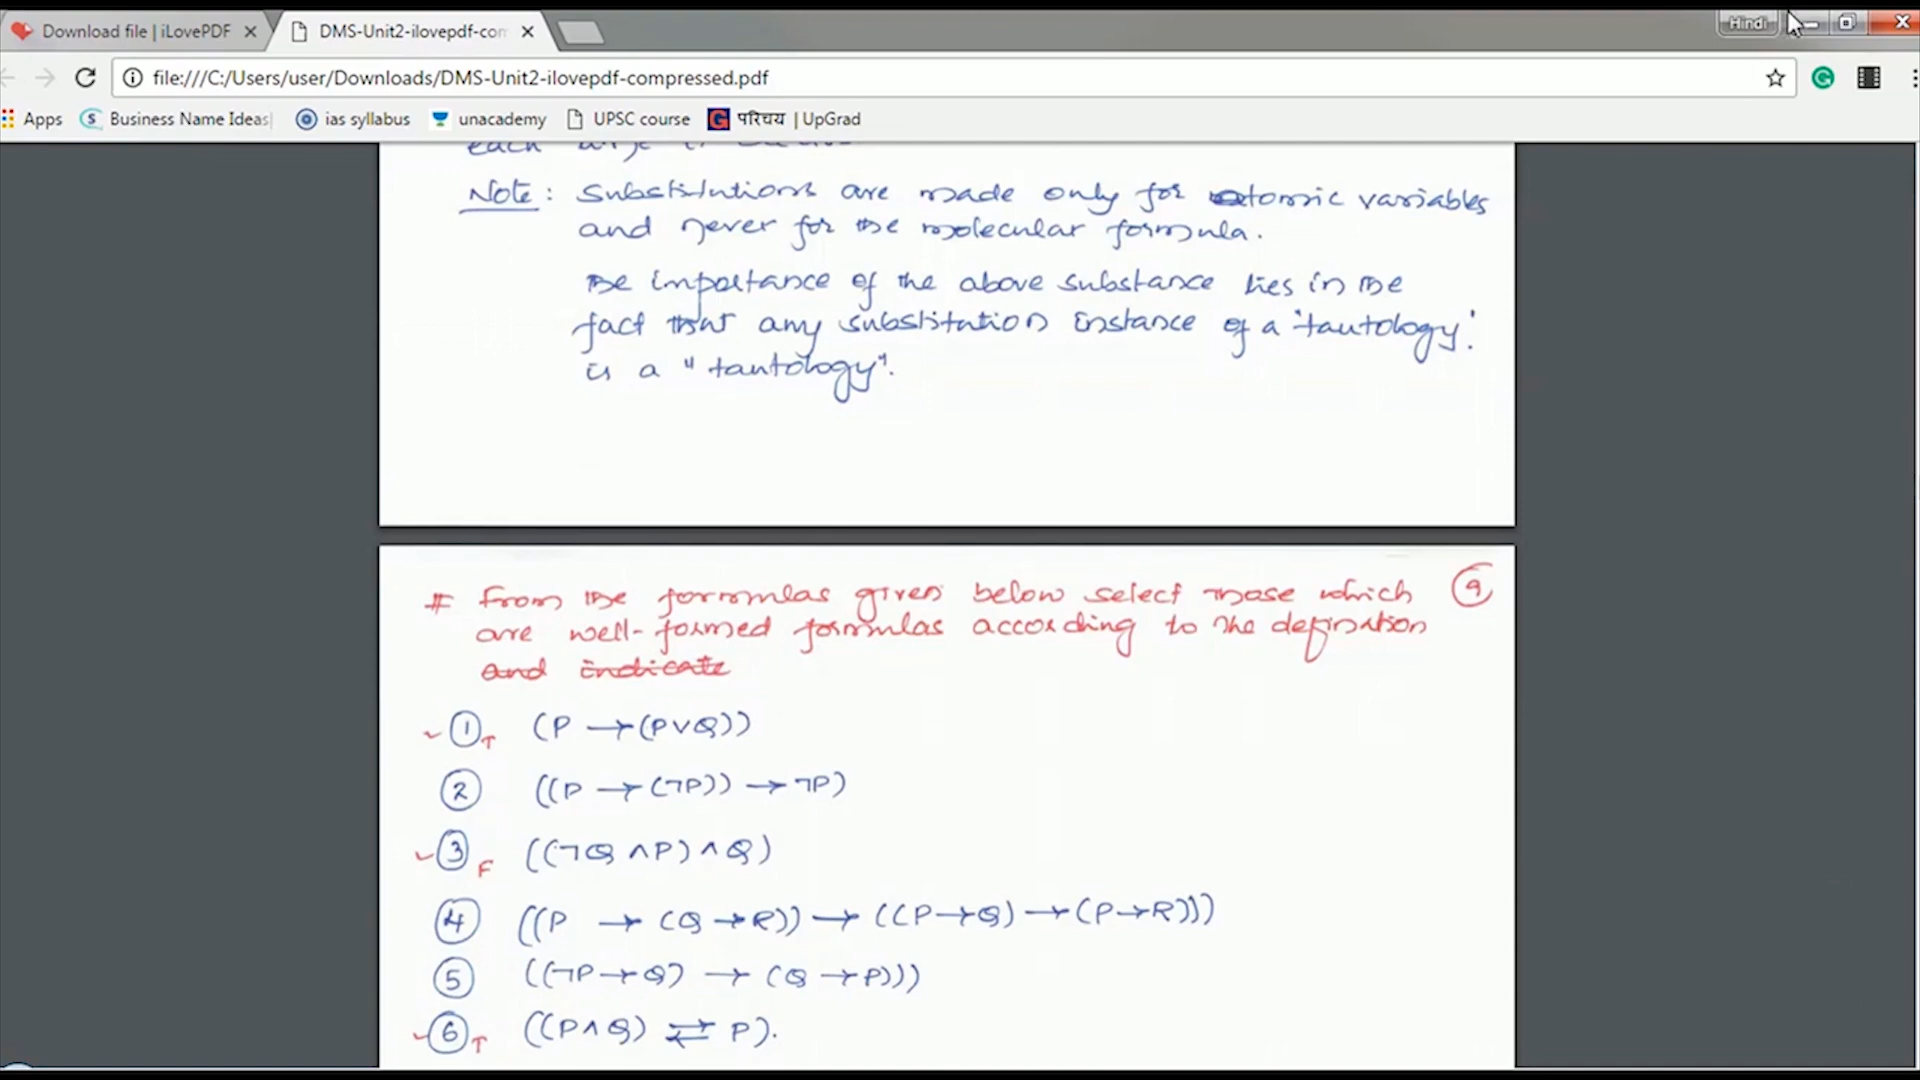 Download file | iLovePDF
DMS-Unit2-ilovepdf-com
Hindi
file:///C:/Users/user/Downloads/DMS-Unit2-ilovepdf-compressed.pdf
Apps Business Name Ideas ias syllabus unacademy UPSC course परिचय | UpGrad
each
Note: Substitutions are made only for atomic variables
and never for the molecular formula.
The importance of the above substance lies in the
fact that any substitution instance of a "tautology"
is a "tautology".
# From the formulas given below select those which (9)
are well-formed formulas according to the definition
and indicate
① T (P → (P ∨ Q))
② ((P → (¬P)) → ¬P)
③ F ((¬Q ∧ P) ∧ Q)
④ ((P → (Q → R)) → ((P → Q) → (P → R)))
⑤ ((¬P → Q) → (Q → P)))
⑥ T ((P ∧ Q) ⇄ P).